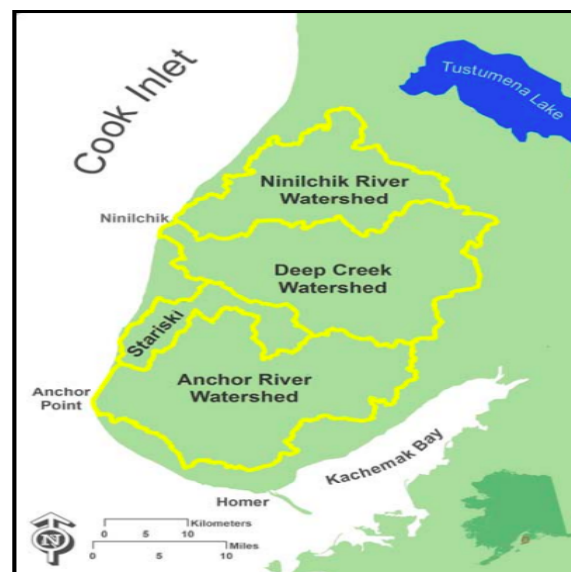 Cook Inlet
Tustumena Lake
Ninilchik River
Watershed
Ninilchik
Deep Creek
Watershed
Stariski
Anchor River
Watershed
Anchor
Point
Kachemak Bay
Homer
N
Kilometers
0 5 10
Miles
0 5 10